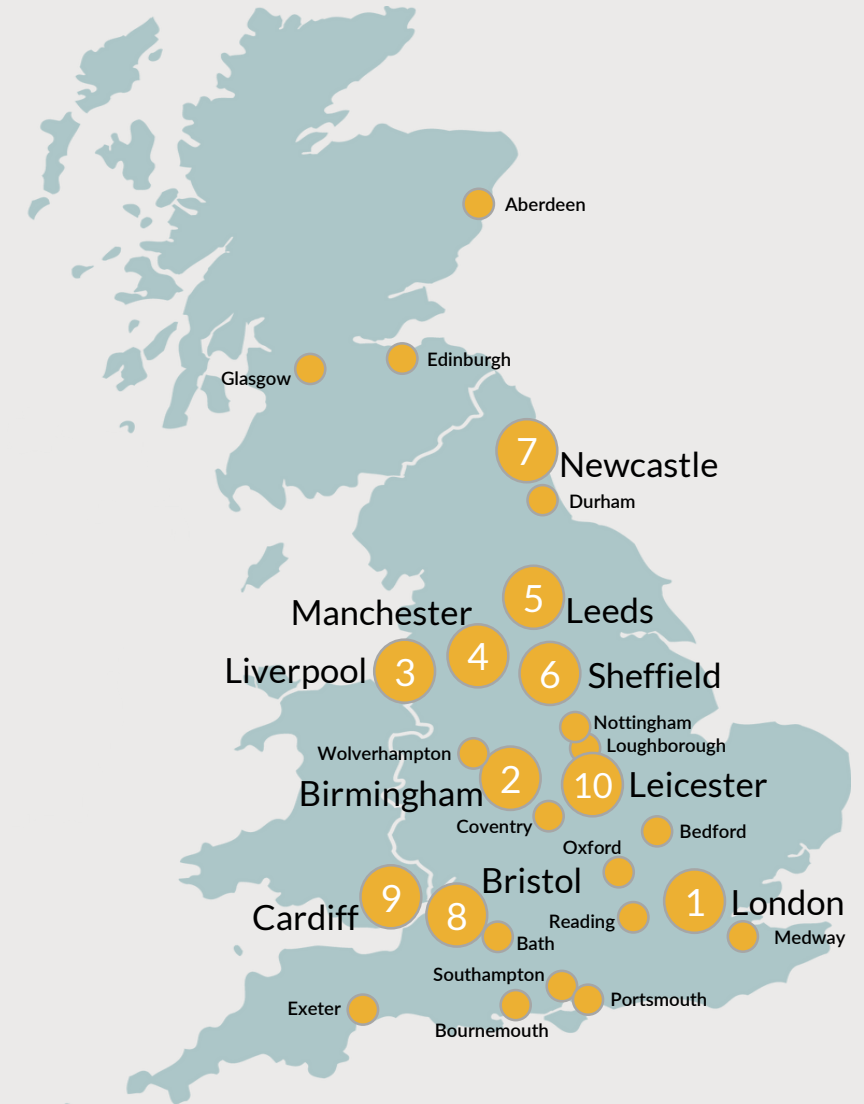 Aberdeen
Edinburgh
Glasgow
7
Newcastle
Durham
5
Leeds
Manchester
4
Liverpool
3
6
Sheffield
Nottingham
Loughborough
Wolverhampton
2
Birmingham
10
Leicester
Coventry
Bedford
Oxford
Bristol
9
Cardiff
8
1
London
Reading
Medway
Bath
Southampton
Portsmouth
Exeter
Bournemouth